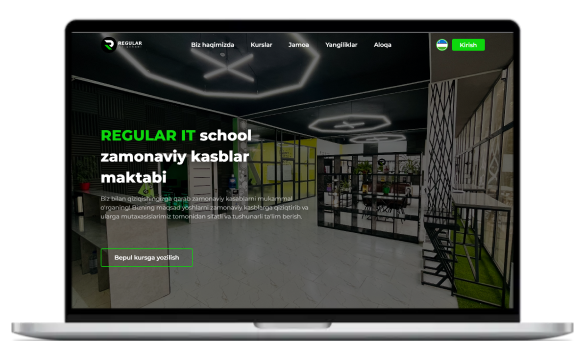 REGULAR
Biz haqimizda Kurslar Jamoa Yangiliklar Aloqa Kirish
REGULAR IT school
zamonaviy kasblar
maktabi
Biz bilan qiziqishingizga qarab zamonaviy kasblarni mukammal
o'rganing! Bizning maqsad yoshlarni zamonaviy kasblarga qiziqtirib va
ularga mutaxasislarimiz tomonidan sifatli va tushunarli ta'lim berish.
Bepul kursga yozilish